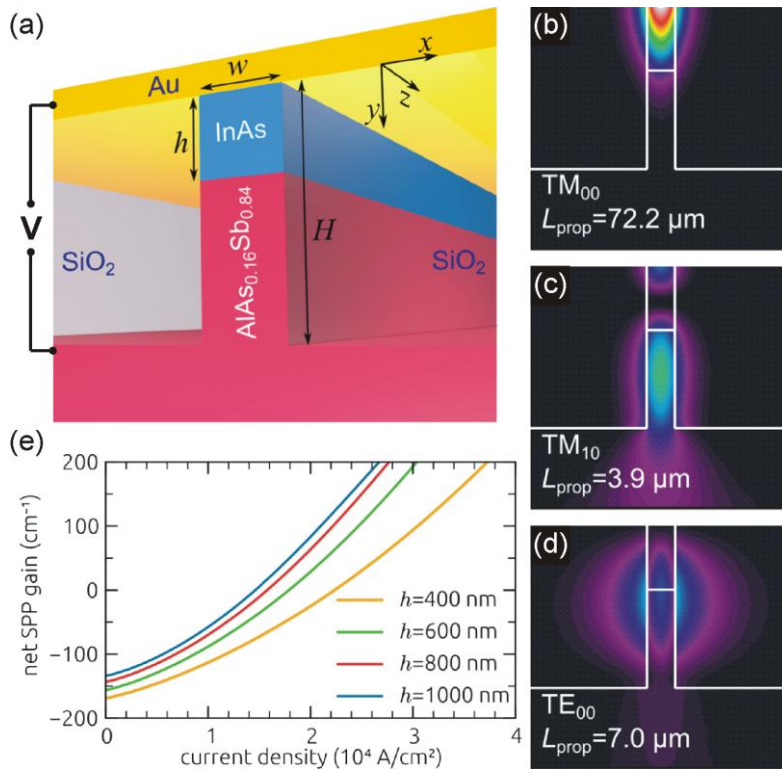 (a)
w
x
Au
z
y
InAs
h
V
AlAs0.16Sb0.84
H
SiO2
SiO2
(b)
TM00
Lprop=72.2 μm
(c)
TM10
Lprop=3.9 μm
(d)
TE00
Lprop=7.0 μm
(e)
net SPP gain (cm⁻¹)
200
100
0
−100
−200
h=400 nm
h=600 nm
h=800 nm
h=1000 nm
0 1 2 3 4
current density (10⁴ A/cm²)